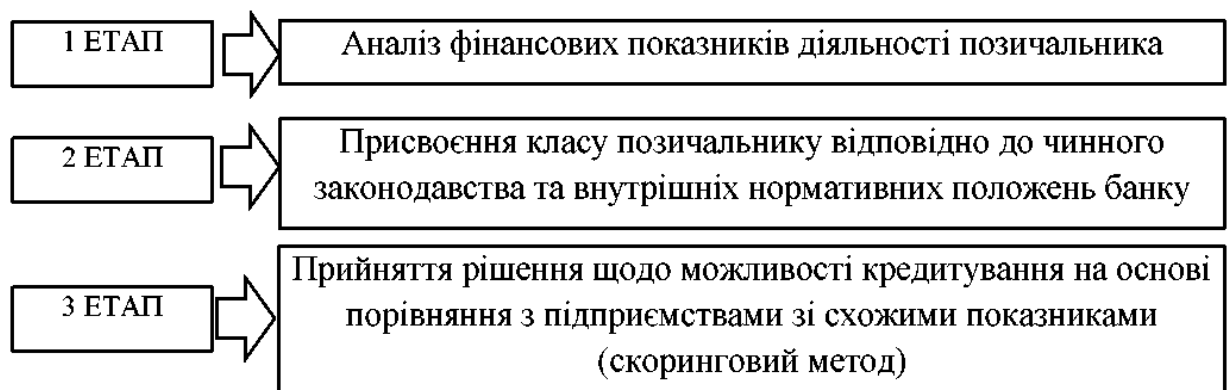 1 ЕТАП
Аналіз фінансових показників діяльності позичальника
2 ЕТАП
Присвоєння класу позичальнику відповідно до чинного
законодавства та внутрішніх нормативних положень банку
3 ЕТАП
Прийняття рішення щодо можливості кредитування на основі
порівняння з підприємствами зі схожими показниками
(скоринговий метод)